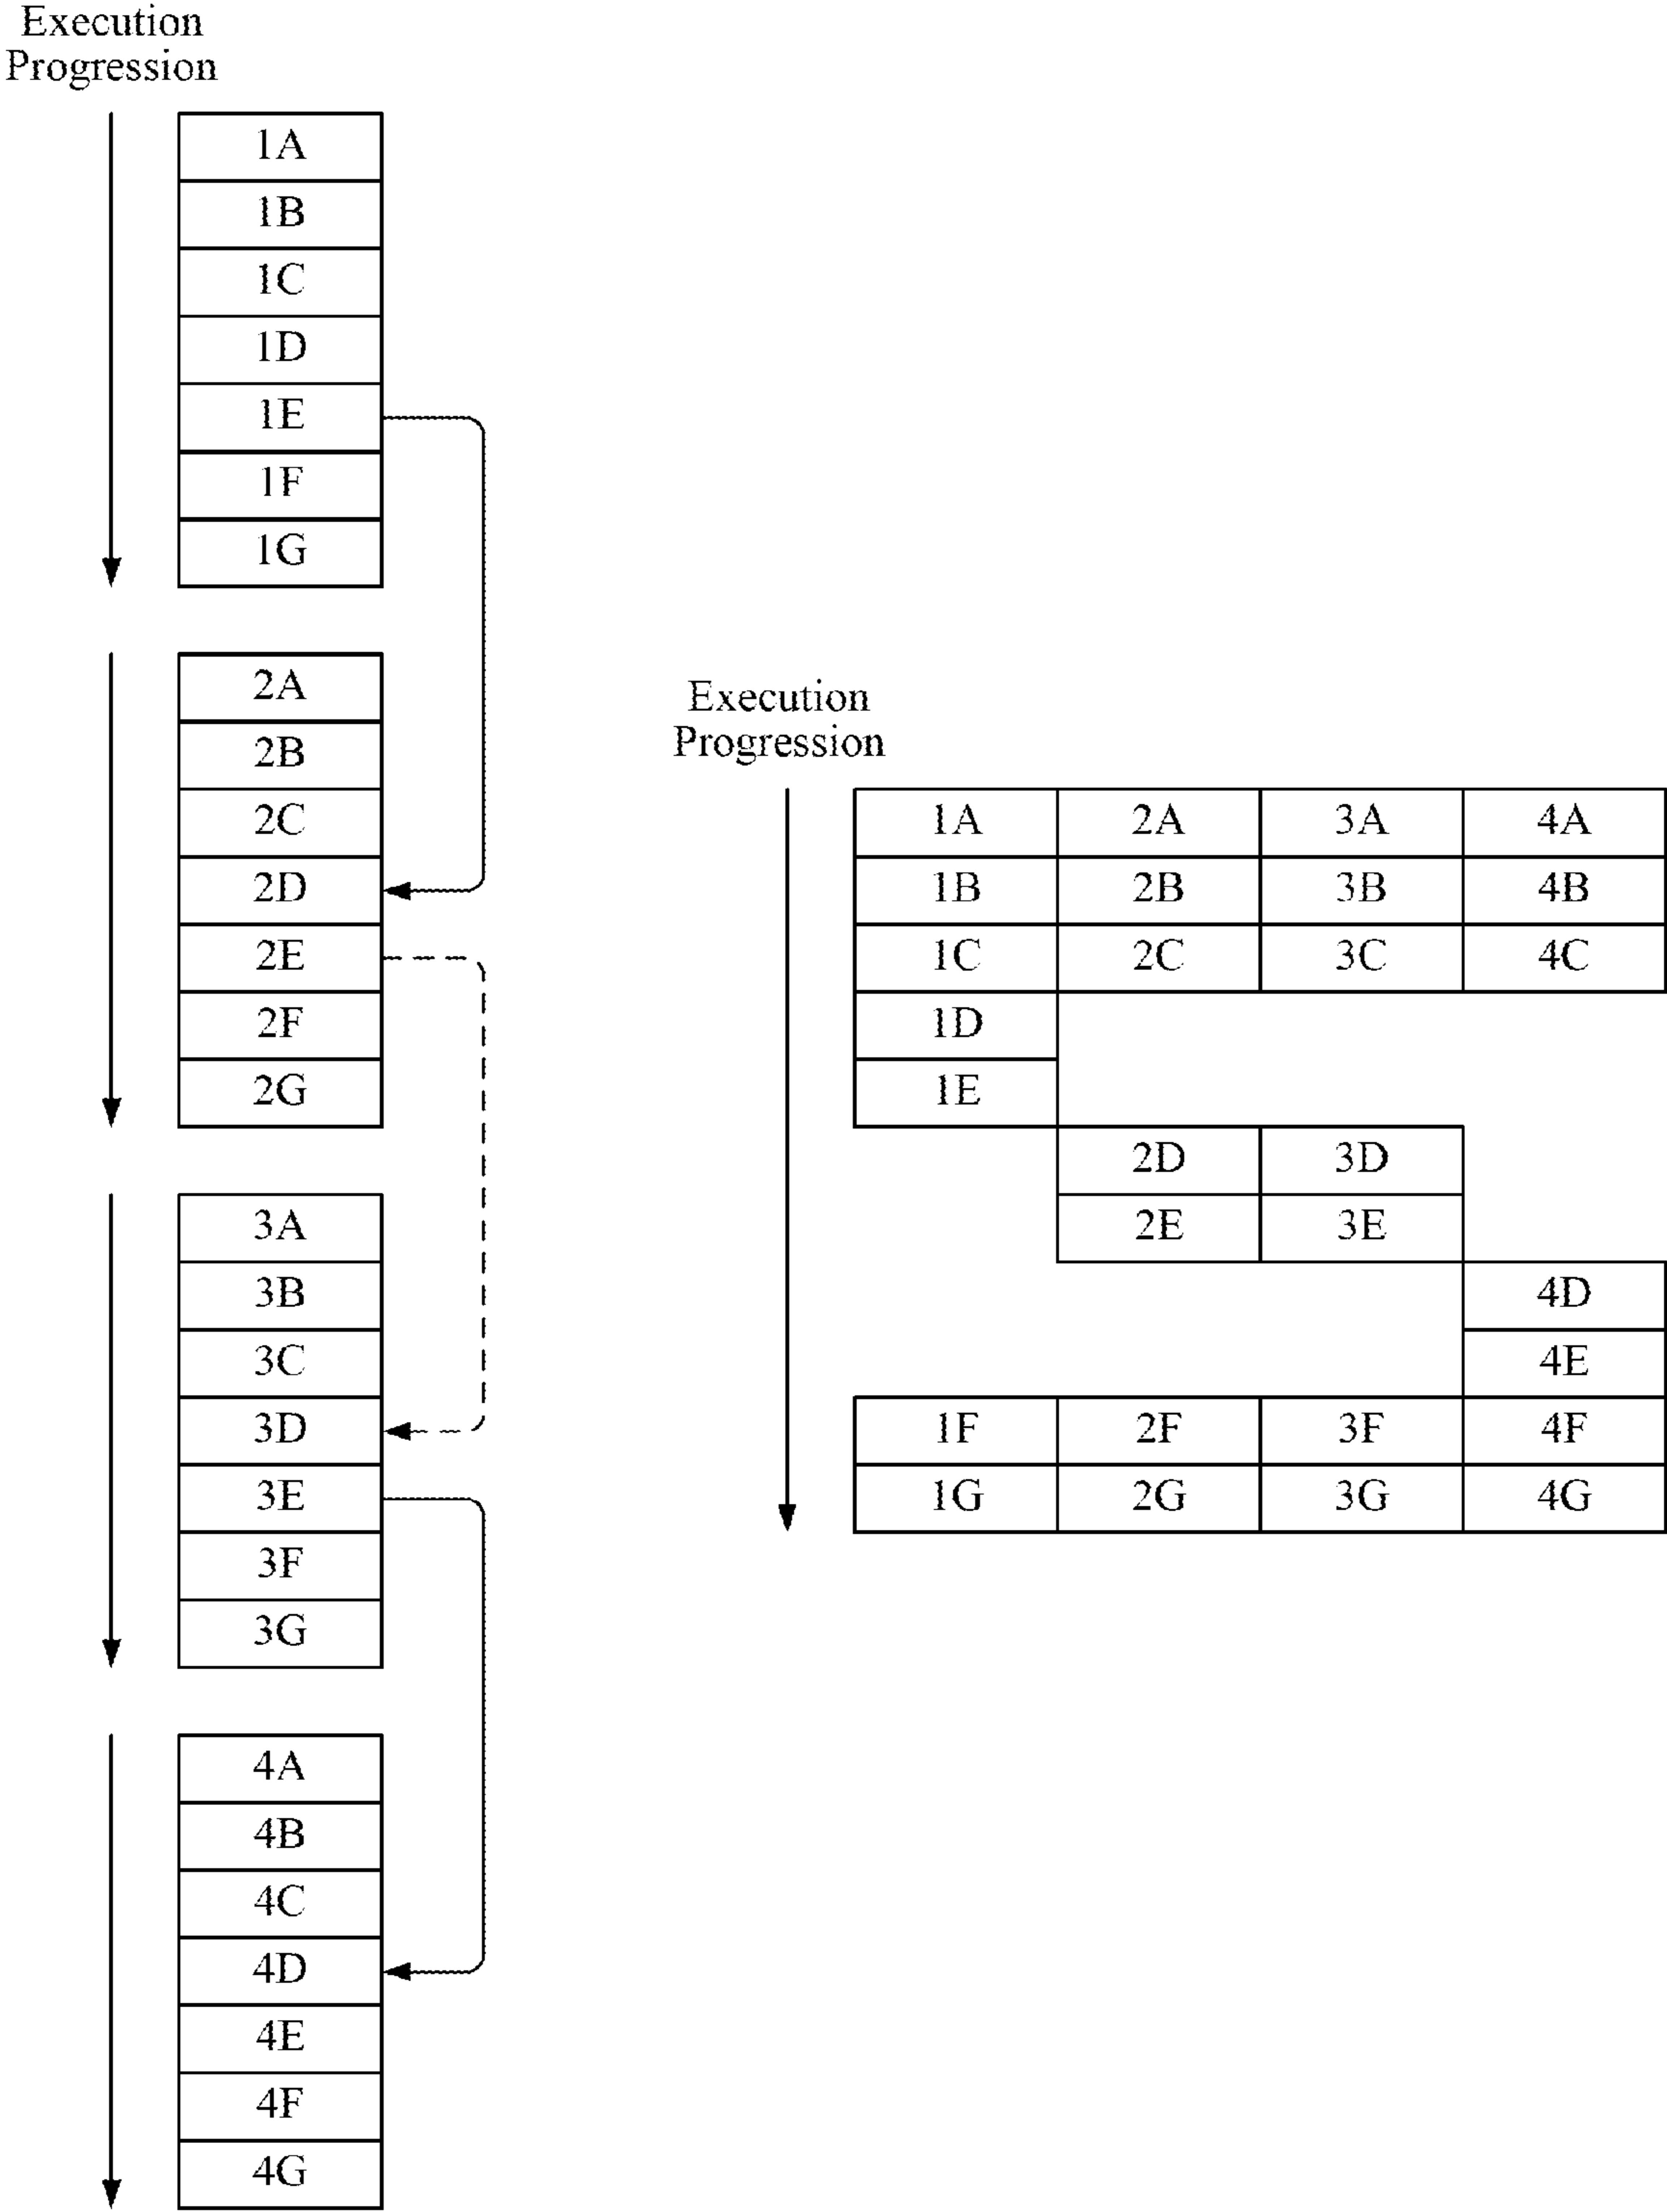 Execution
Progression
1A
1B
1C
1D
1E
1F
1G
2A
2B
2C
2D
2E
2F
2G
3A
3B
3C
3D
3E
3F
3G
4A
4B
4C
4D
4E
4F
4G
Execution
Progression
1A 2A 3A 4A
1B 2B 3B 4B
1C 2C 3C 4C
1D
1E
2D 3D
2E 3E
4D
4E
1F 2F 3F 4F
1G 2G 3G 4G